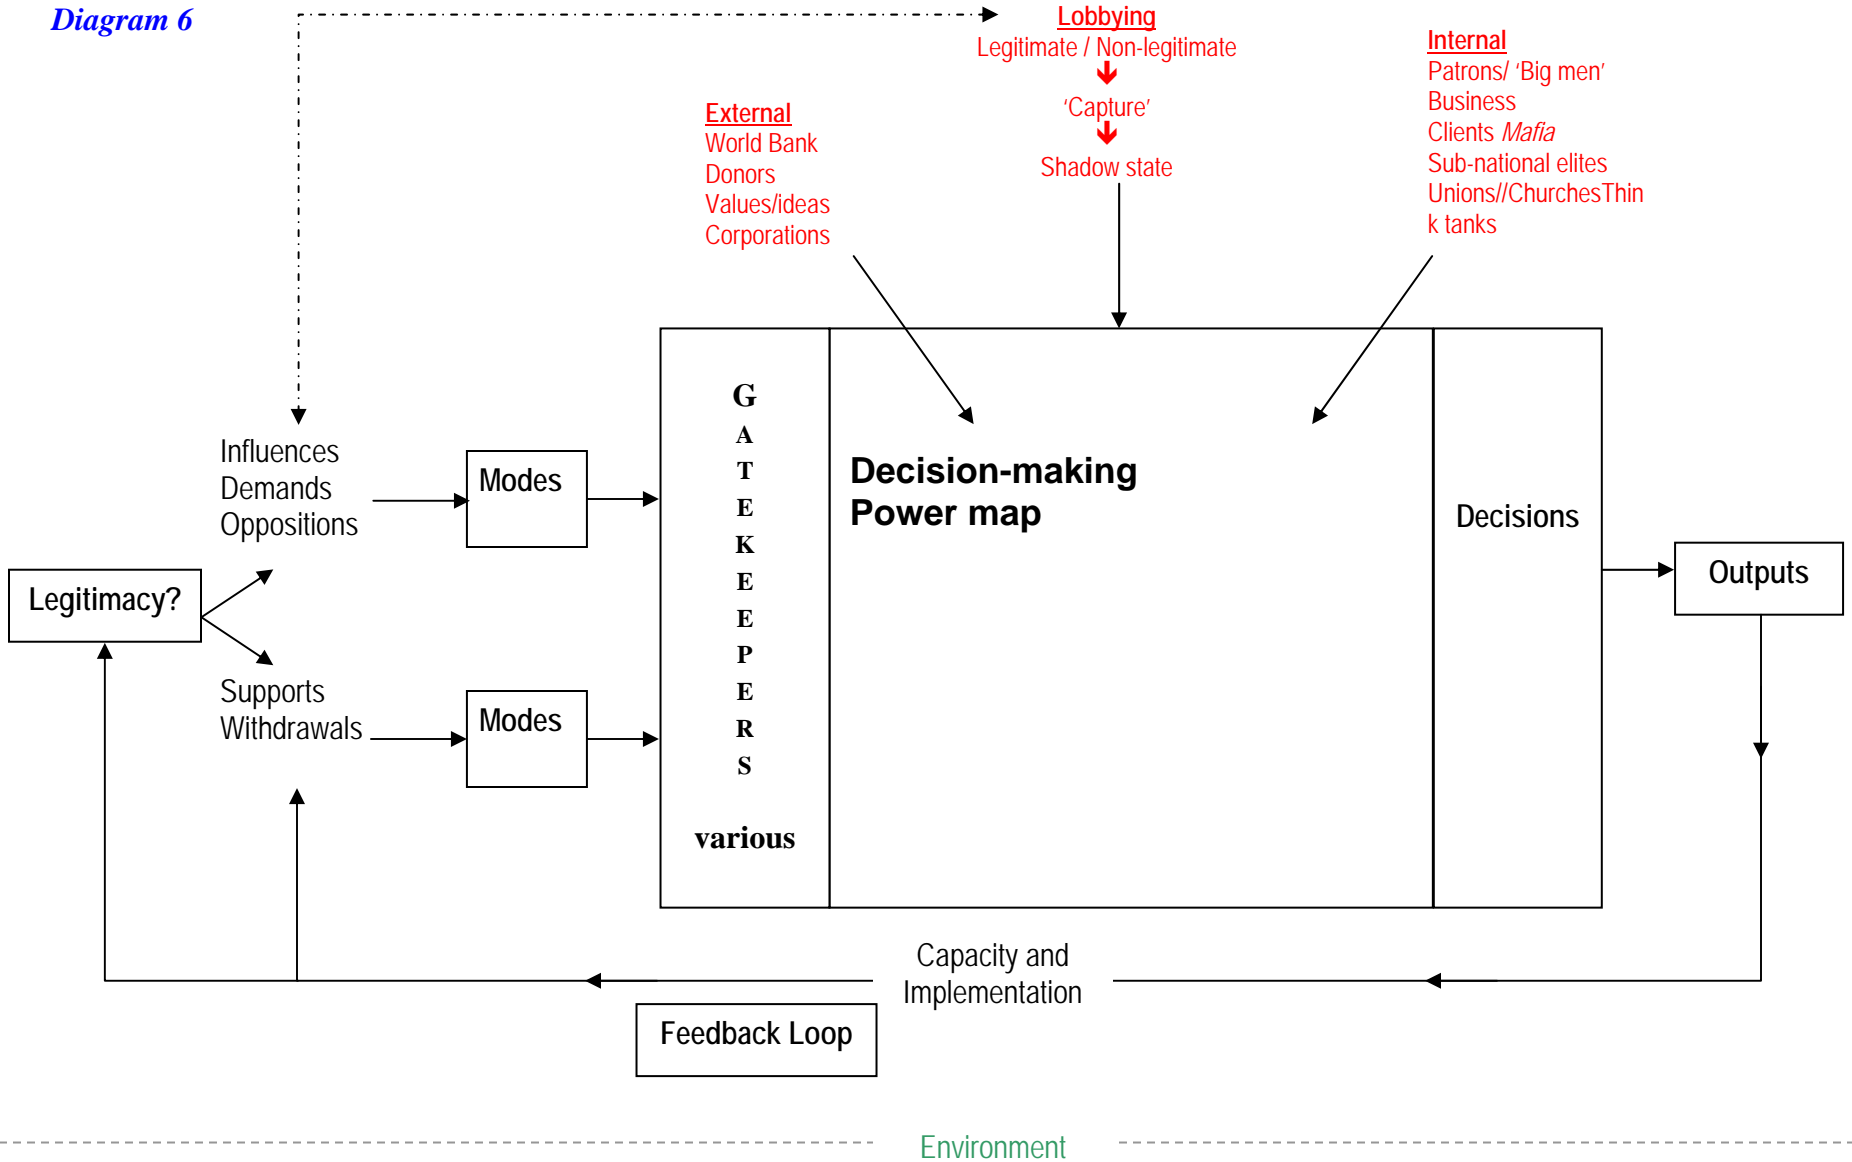 Diagram 6
Lobbying
Legitimate / Non-legitimate
‘Capture’
Shadow state
Internal
Patrons/ ‘Big men’
Business
Clients Mafia
Sub-national elites
Unions//ChurchesThin
k tanks
External
World Bank
Donors
Values/ideas
Corporations
Influences
Demands
Oppositions
Modes
Legitimacy?
Supports
Withdrawals
Modes
G
A
T
E
K
E
E
P
E
R
S
various
Decision-making
Power map
Decisions
Outputs
Capacity and
Implementation
Feedback Loop
Environment